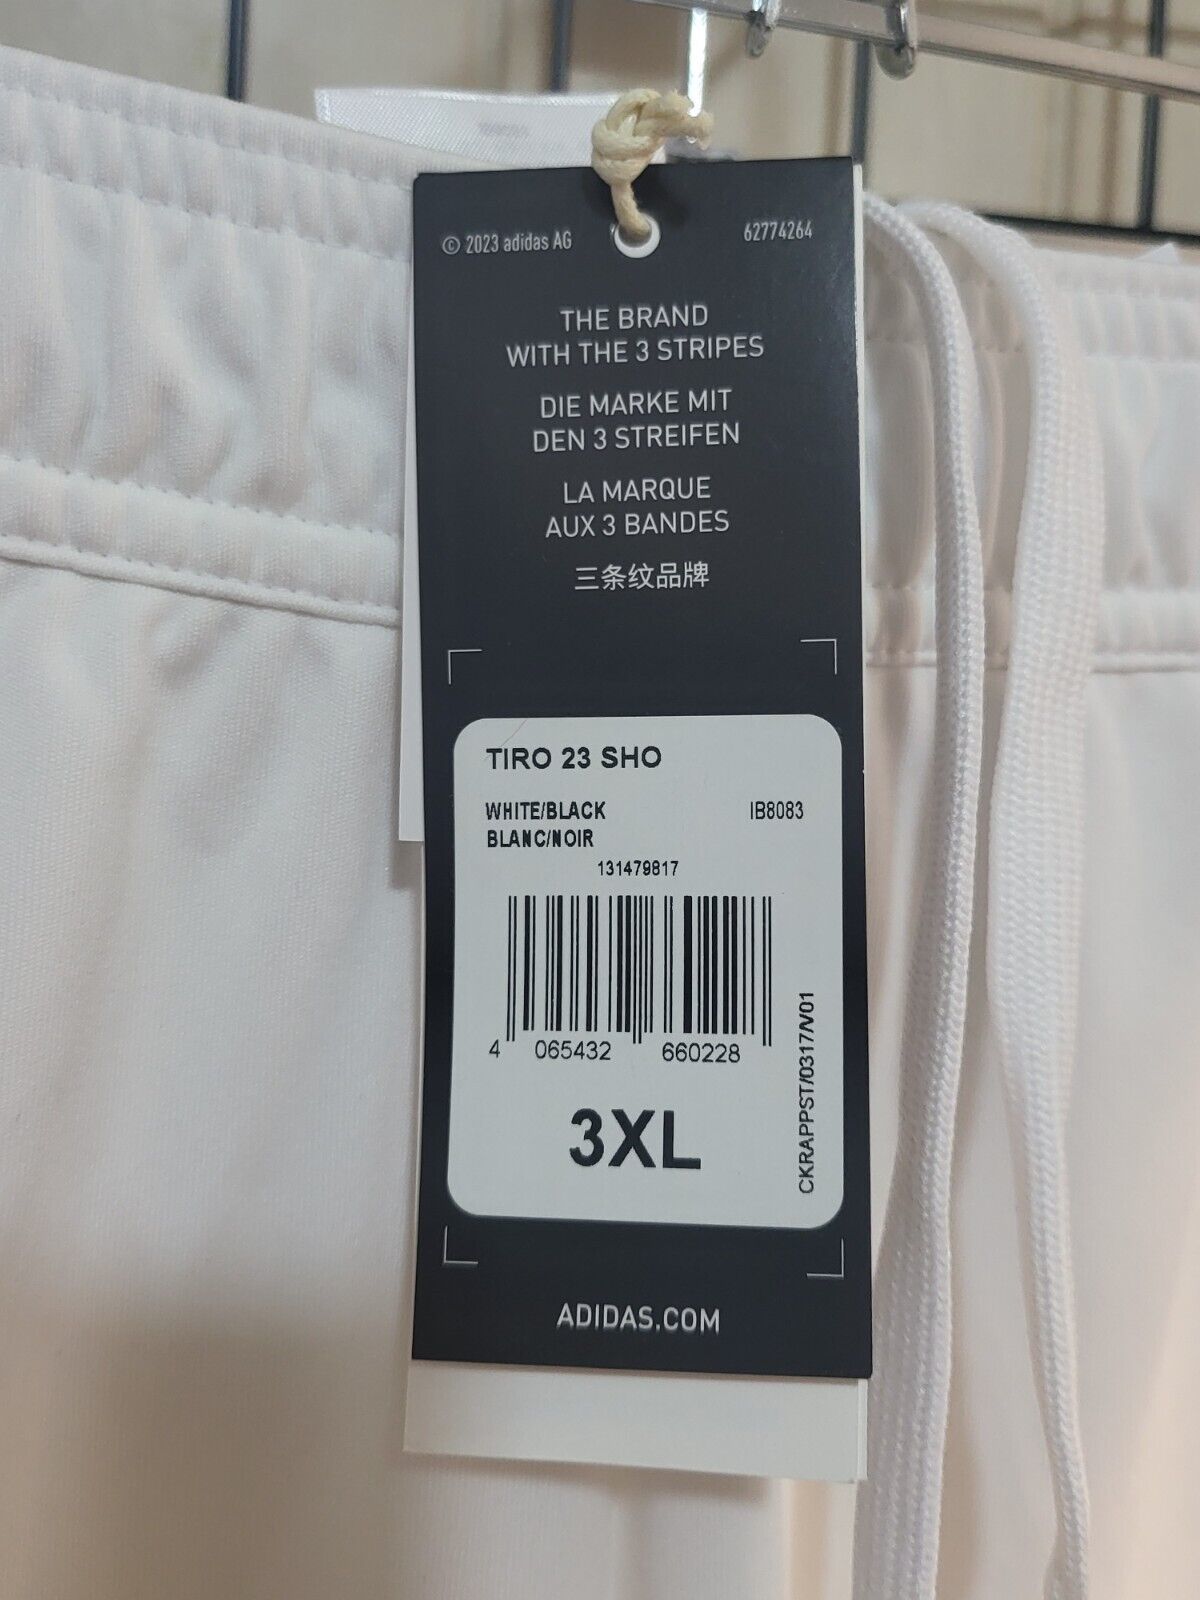 © 2023 adidas AG
62774264
THE BRAND
WITH THE 3 STRIPES
DIE MARKE MIT
DEN 3 STREIFEN
LA MARQUE
AUX 3 BANDES
三条纹品牌
TIRO 23 SHO
WHITE/BLACK IB8083
BLANC/NOIR
131479817
4 065432 660228
3XL
CKRAPPST/0317/V01
ADIDAS.COM